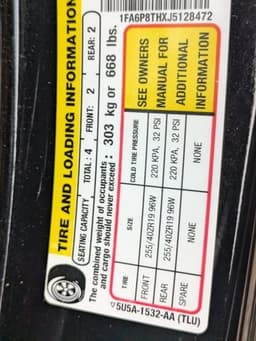 TIRE AND LOADING INFORMATION
SEATING CAPACITY TOTAL: 4 FRONT: 2 REAR: 2
The combined weight of occupants and cargo should never exceed: 303 kg or 668 lbs.
1FA6P8THXJ5128472
TIRE SIZE COLD TIRE PRESSURE
FRONT 255/40ZR19 96W 220 KPA, 32 PSI
REAR 255/40ZR19 96W 220 KPA, 32 PSI
SPARE NONE NONE
SEE OWNERS
MANUAL FOR
ADDITIONAL
INFORMATION
5U5A-1532-AA (TLU)